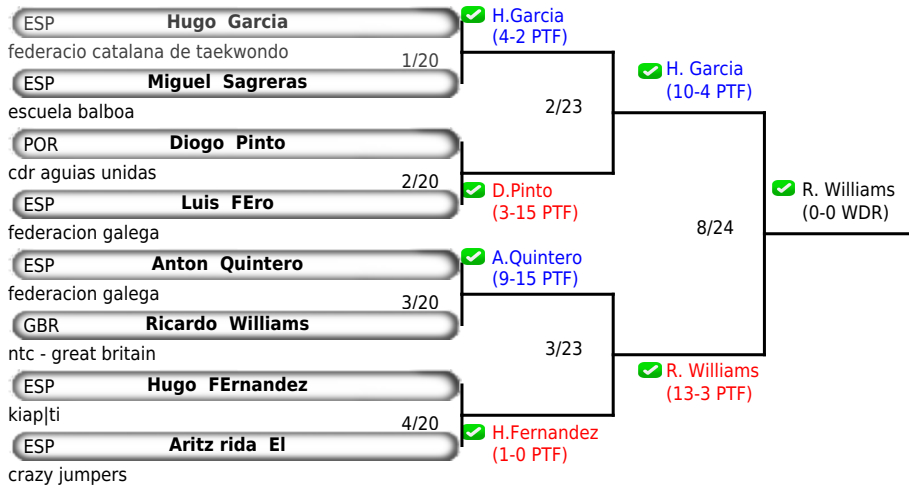 ESP Hugo Garcia
federacio catalana de taekwondo
1/20
ESP Miguel Sagreras
escuela balboa
POR Diogo Pinto
cdr aguias unidas
2/20
ESP Luis FEro
federacion galega
ESP Anton Quintero
federacion galega
3/20
GBR Ricardo Williams
ntc - great britain
ESP Hugo FErnandez
kiap|ti
4/20
ESP Aritz rida El
crazy jumpers
H.Garcia
(4-2 PTF)
2/23
D.Pinto
(3-15 PTF)
A.Quintero
(9-15 PTF)
3/23
H.Fernandez
(1-0 PTF)
H. Garcia
(10-4 PTF)
8/24
R. Williams
(13-3 PTF)
R. Williams
(0-0 WDR)